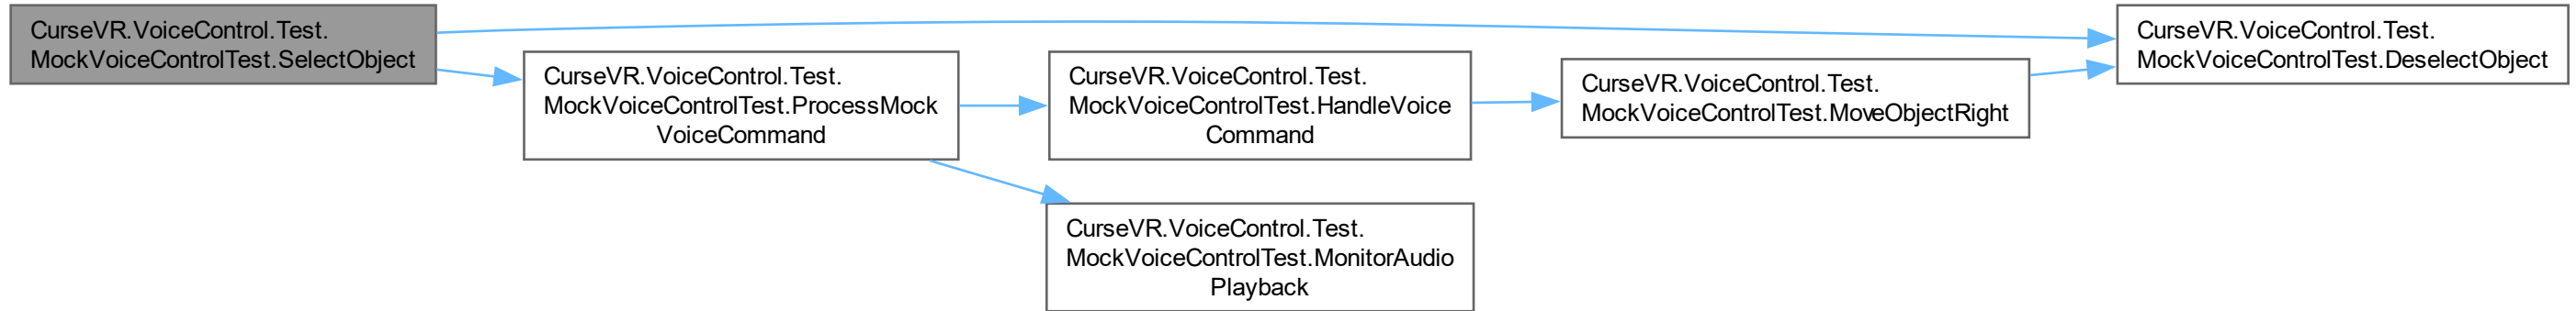 CurseVR.VoiceControl.Test.
MockVoiceControlTest.SelectObject
CurseVR.VoiceControl.Test.
MockVoiceControlTest.ProcessMock
VoiceCommand
CurseVR.VoiceControl.Test.
MockVoiceControlTest.HandleVoice
Command
CurseVR.VoiceControl.Test.
MockVoiceControlTest.MoveObjectRight
CurseVR.VoiceControl.Test.
MockVoiceControlTest.DeselectObject
CurseVR.VoiceControl.Test.
MockVoiceControlTest.MonitorAudio
Playback